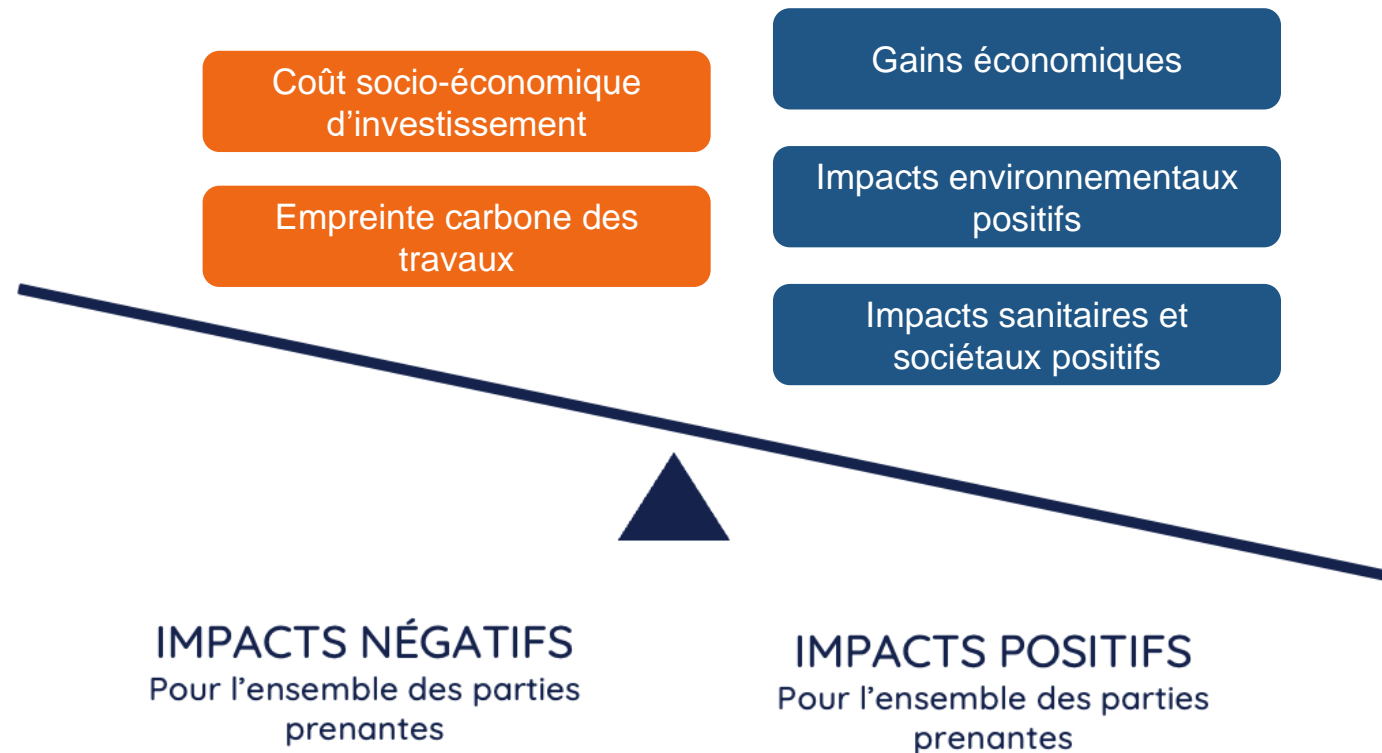 Coût socio-économique
d’investissement
Empreinte carbone des
travaux
Gains économiques
Impacts environnementaux
positifs
Impacts sanitaires et
sociétaux positifs
IMPACTS NÉGATIFS
Pour l’ensemble des parties
prenantes
IMPACTS POSITIFS
Pour l’ensemble des parties
prenantes